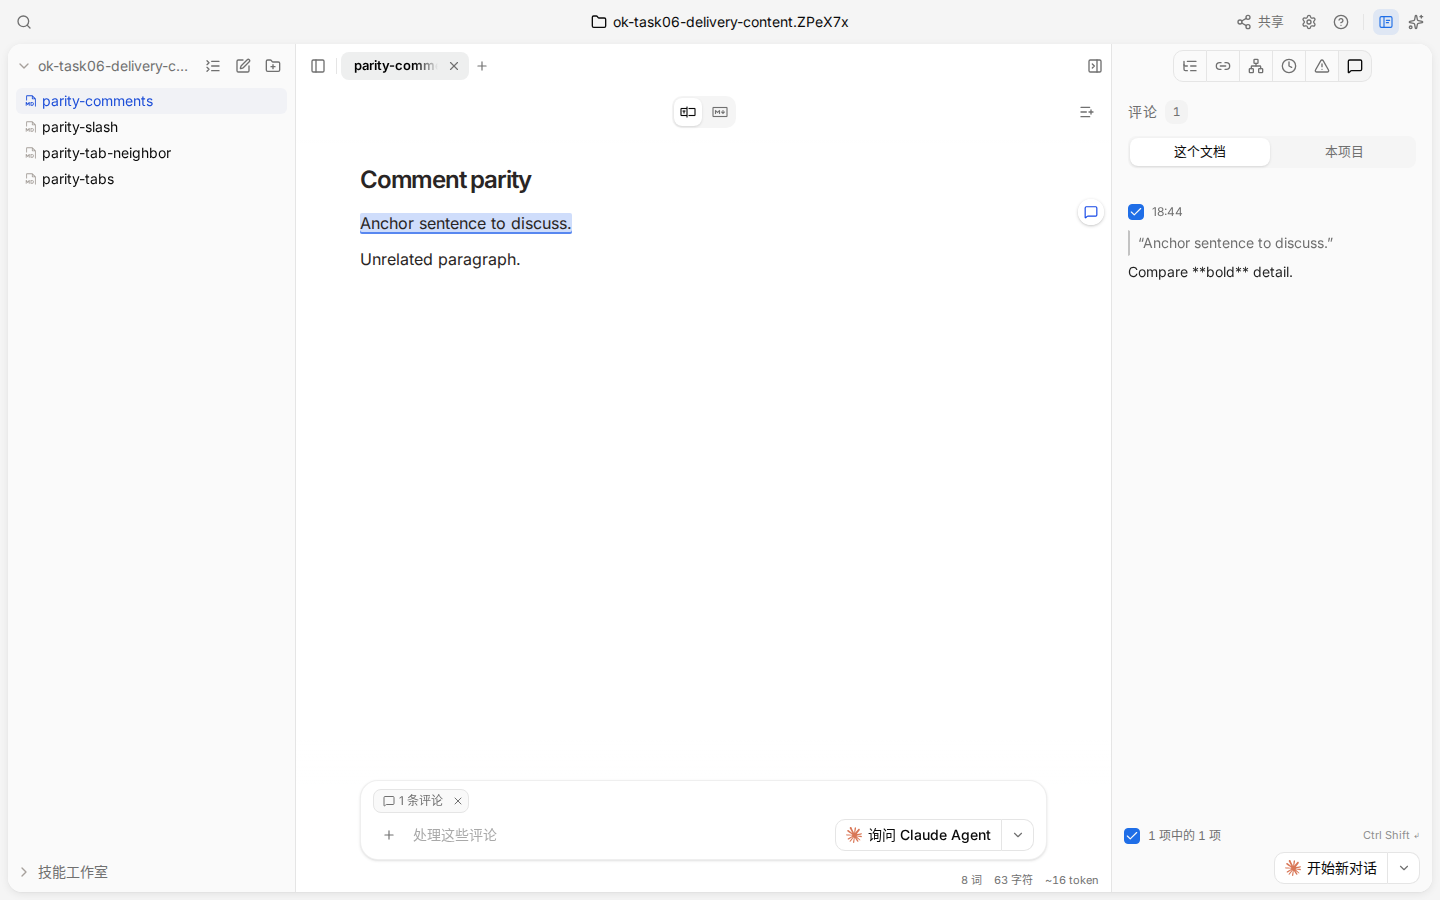 ok-task06-delivery-content.ZPeX7x
共享
ok-task06-delivery-c...
parity-comments
parity-slash
parity-tab-neighbor
parity-tabs
技能工作室
parity-comm
Comment parity
Anchor sentence to discuss.
Unrelated paragraph.
1 条评论
处理这些评论
询问 Claude Agent
8 词 63 字符 ~16 token
评论 1
这个文档 本项目
18:44
“Anchor sentence to discuss.”
Compare **bold** detail.
1 项中的 1 项 Ctrl Shift ↲
开始新对话